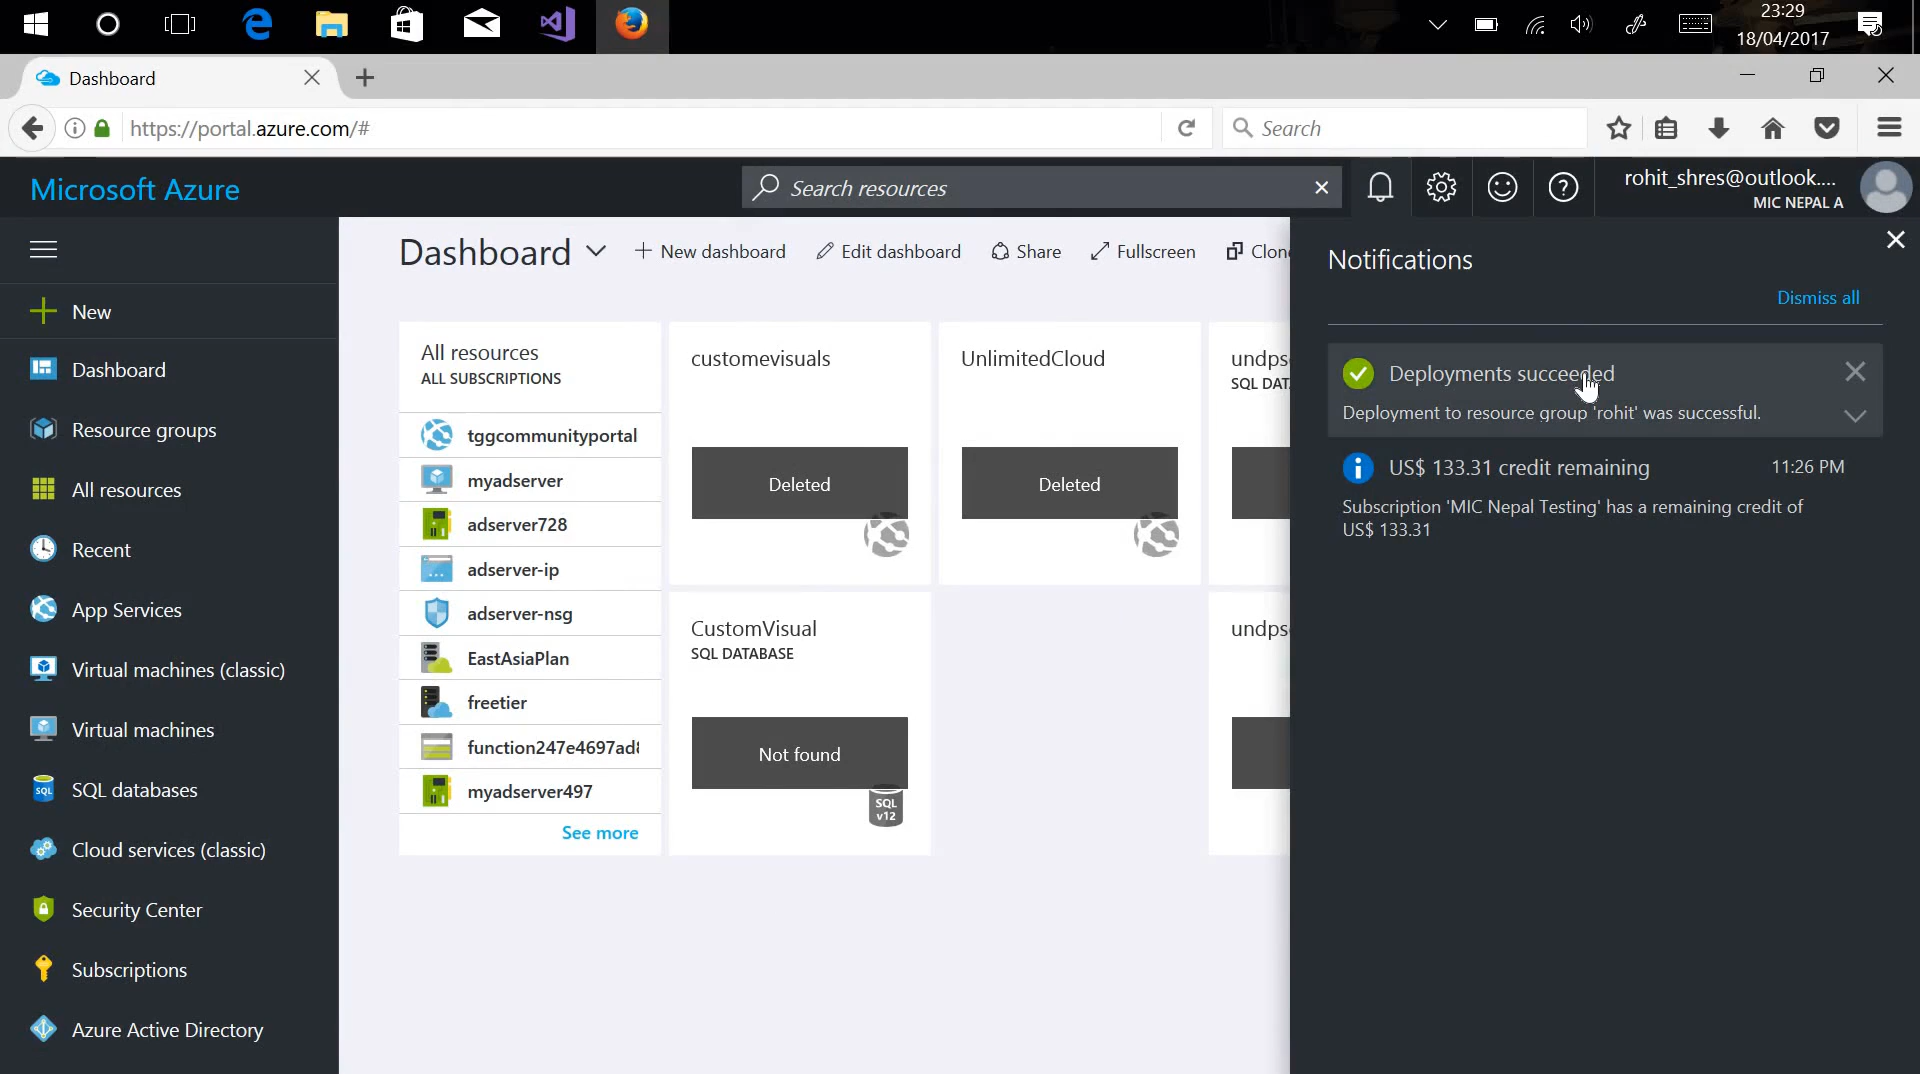 23:29
18/04/2017
Dashboard
https://portal.azure.com/#
Search
Microsoft Azure
Search resources
rohit_shres@outlook....
MIC NEPAL A
Dashboard
New dashboard
Edit dashboard
Share
Fullscreen
Clone
Notifications
Dismiss all
New
Dashboard
Resource groups
All resources
Recent
App Services
Virtual machines (classic)
Virtual machines
SQL databases
SQL
Cloud services (classic)
Security Center
Subscriptions
Azure Active Directory
All resources
ALL SUBSCRIPTIONS
tggcommunityportal
myadserver
adserver728
adserver-ip
adserver-nsg
EastAsiaPlan
freetier
function247e4697ad8
myadserver497
See more
customevisuals
Deleted
UnlimitedCloud
Deleted
undps
SQL DAT
CustomVisual
SQL DATABASE
Not found
SQL
v12
undps
Deployments succeeded
Deployment to resource group 'rohit' was successful.
US$ 133.31 credit remaining
11:26 PM
Subscription 'MIC Nepal Testing' has a remaining credit of
US$ 133.31